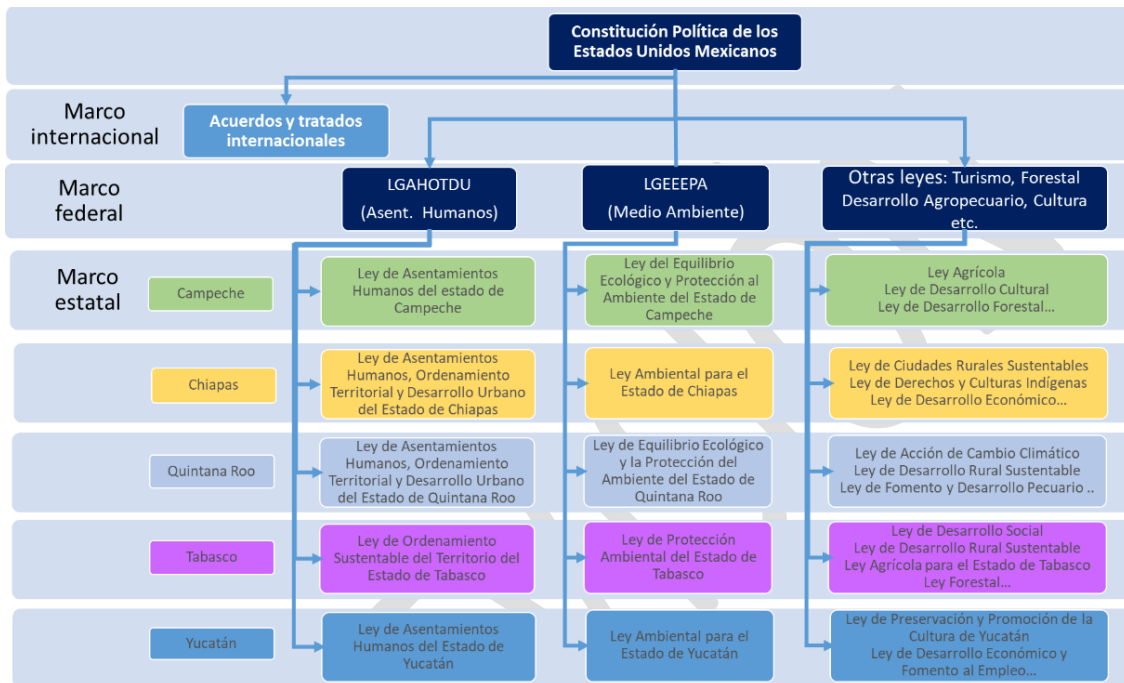 Constitución Política de los
Estados Unidos Mexicanos
Marco
internacional
Acuerdos y tratados
internacionales
Marco
federal
LGAHOTDU
(Asent. Humanos)
LGEEEPA
(Medio Ambiente)
Otras leyes: Turismo, Forestal
Desarrollo Agropecuario, Cultura
etc.
Marco
estatal
Campeche
Ley de Asentamientos
Humanos del estado de
Campeche
Ley del Equilibrio
Ecológico y Protección al
Ambiente del Estado de
Campeche
Ley Agrícola
Ley de Desarrollo Cultural
Ley de Desarrollo Forestal...
Chiapas
Ley de Asentamientos
Humanos, Ordenamiento
Territorial y Desarrollo Urbano
del Estado de Chiapas
Ley Ambiental para el
Estado de Chiapas
Ley de Ciudades Rurales Sustentables
Ley de Derechos y Culturas Indígenas
Ley de Desarrollo Económico...
Quintana Roo
Ley de Asentamientos
Humanos, Ordenamiento
Territorial y Desarrollo Urbano
del Estado de Quintana Roo
Ley de Equilibrio Ecológico
y la Protección del
Ambiente del Estado de
Quintana Roo
Ley de Acción de Cambio Climático
Ley de Desarrollo Rural Sustentable
Ley de Fomento y Desarrollo Pecuario ..
Tabasco
Ley de Ordenamiento
Sustentable del Territorio del
Estado de Tabasco
Ley de Protección
Ambiental del Estado de
Tabasco
Ley de Desarrollo Social
Ley de Desarrollo Rural Sustentable
Ley Agrícola para el Estado de Tabasco
Ley Forestal...
Yucatán
Ley de Asentamientos
Humanos del Estado de
Yucatán
Ley Ambiental para el
Estado de Yucatán
Ley de Preservación y Promoción de la
Cultura de Yucatán
Ley de Desarrollo Económico y
Fomento al Empleo...